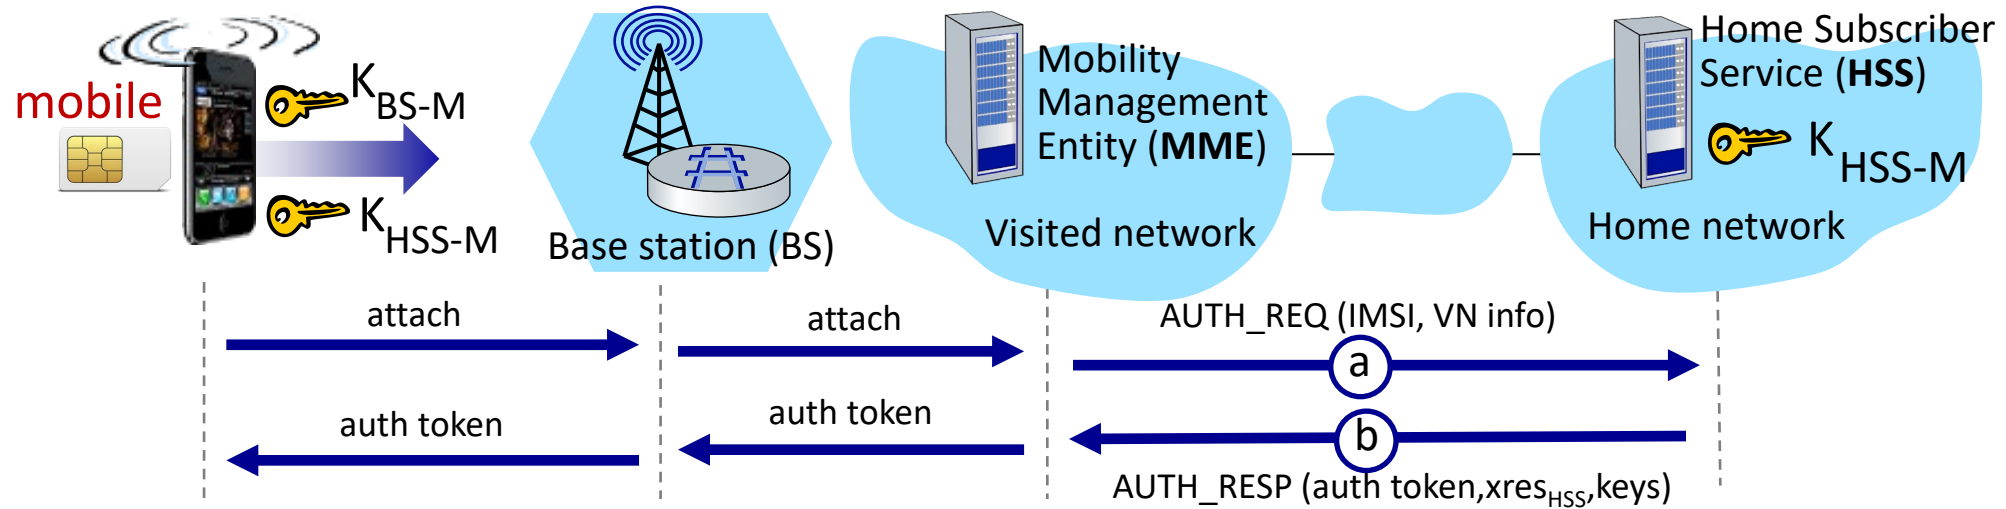 mobile
K BS-M
K HSS-M
Base station (BS)
Mobility
Management
Entity (MME)
Visited network
Home Subscriber
Service (HSS)
K HSS-M
Home network
attach
attach
AUTH_REQ (IMSI, VN info)
a
auth token
auth token
b
AUTH_RESP (auth token,xresHSS,keys)